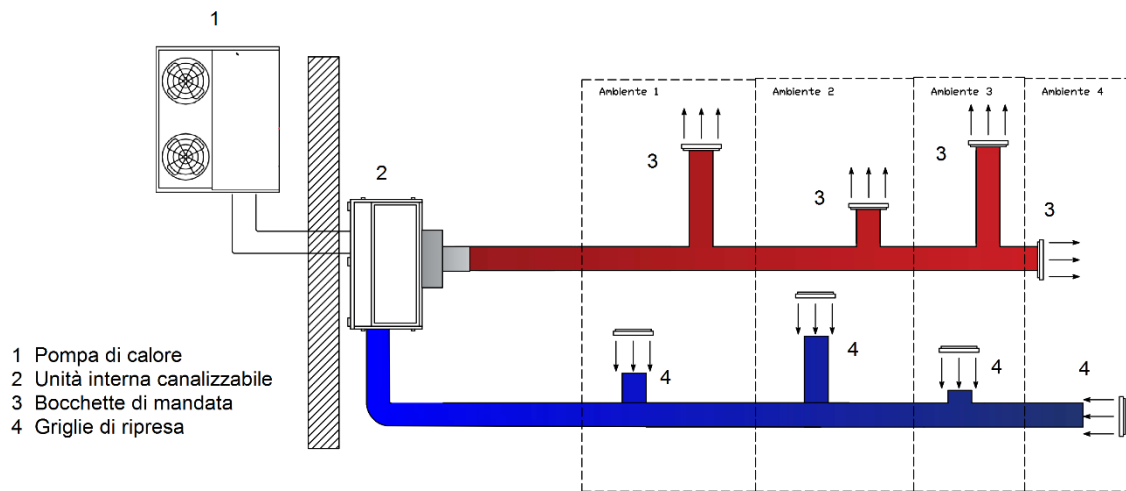 1
Ambiente 1
Ambiente 2
Ambiente 3
Ambiente 4
3
3
2
3
3
4
4
4
4
1 Pompa di calore
2 Unità interna canalizzabile
3 Bocchette di mandata
4 Griglie di ripresa